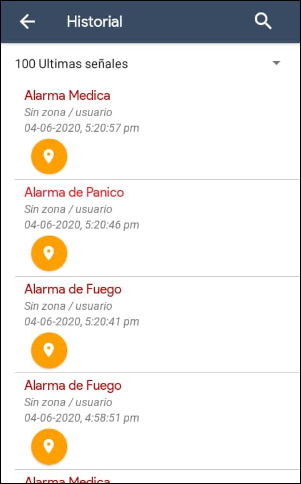 Historial
100 Ultimas señales
Alarma Medica
Sin zona / usuario
04-06-2020, 5:20:57 pm
Alarma de Panico
Sin zona / usuario
04-06-2020, 5:20:46 pm
Alarma de Fuego
Sin zona / usuario
04-06-2020, 5:20:41 pm
Alarma de Fuego
Sin zona / usuario
04-06-2020, 4:58:51 pm
Alarma Medica